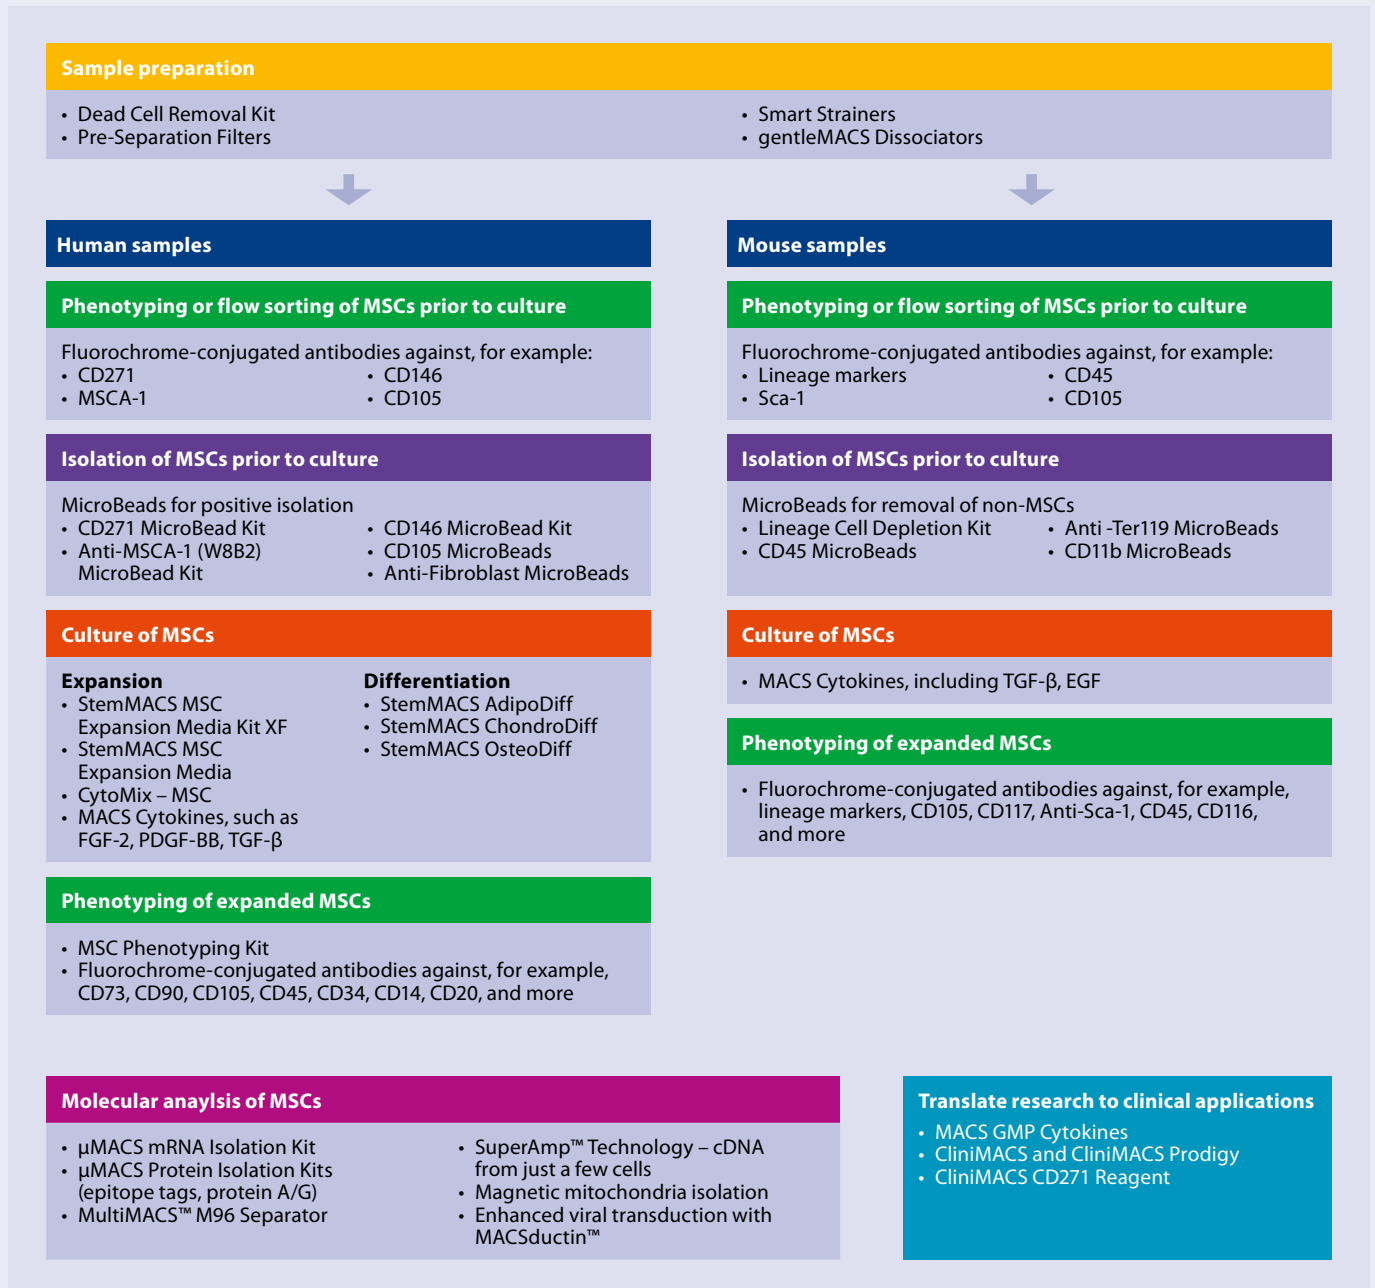 Sample preparation
• Dead Cell Removal Kit
• Pre-Separation Filters
• Smart Strainers
• gentleMACS Dissociators
Human samples
Phenotyping or flow sorting of MSCs prior to culture
Fluorochrome-conjugated antibodies against, for example:
• CD271
• MSCA-1
• CD146
• CD105
Isolation of MSCs prior to culture
MicroBeads for positive isolation
• CD271 MicroBead Kit
• Anti-MSCA-1 (W8B2)
MicroBead Kit
• CD146 MicroBead Kit
• CD105 MicroBeads
• Anti-Fibroblast MicroBeads
Culture of MSCs
Expansion
• StemMACS MSC
Expansion Media Kit XF
• StemMACS MSC
Expansion Media
• CytoMix – MSC
• MACS Cytokines, such as
FGF-2, PDGF-BB, TGF-β
Differentiation
• StemMACS AdipoDiff
• StemMACS ChondroDiff
• StemMACS OsteoDiff
Phenotyping of expanded MSCs
• MSC Phenotyping Kit
• Fluorochrome-conjugated antibodies against, for example,
CD73, CD90, CD105, CD45, CD34, CD14, CD20, and more
Mouse samples
Phenotyping or flow sorting of MSCs prior to culture
Fluorochrome-conjugated antibodies against, for example:
• Lineage markers
• Sca-1
• CD45
• CD105
Isolation of MSCs prior to culture
MicroBeads for removal of non-MSCs
• Lineage Cell Depletion Kit
• CD45 MicroBeads
• Anti -Ter119 MicroBeads
• CD11b MicroBeads
Culture of MSCs
• MACS Cytokines, including TGF-β, EGF
Phenotyping of expanded MSCs
• Fluorochrome-conjugated antibodies against, for example,
lineage markers, CD105, CD117, Anti-Sca-1, CD45, CD116,
and more
Molecular anaylsis of MSCs
• μMACS mRNA Isolation Kit
• μMACS Protein Isolation Kits
(epitope tags, protein A/G)
• MultiMACS™ M96 Separator
• SuperAmp™ Technology – cDNA
from just a few cells
• Magnetic mitochondria isolation
• Enhanced viral transduction with
MACSductin™
Translate research to clinical applications
• MACS GMP Cytokines
• CliniMACS and CliniMACS Prodigy
• CliniMACS CD271 Reagent